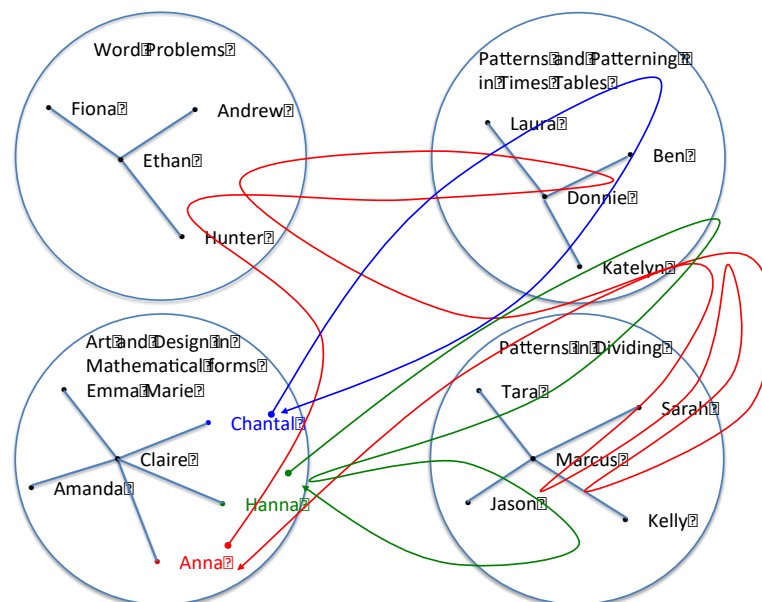 Word Problems
Fiona
Andrew
Ethan
Hunter
Patterns and Patterning
in Times Tables
Laura
Ben
Donnie
Katelyn
Art and Design in
Mathematical forms
Emma Marie
Chantal
Claire
Amanda
Hanna
Anna
Patterns in Dividing
Tara
Sarah
Marcus
Jason
Kelly